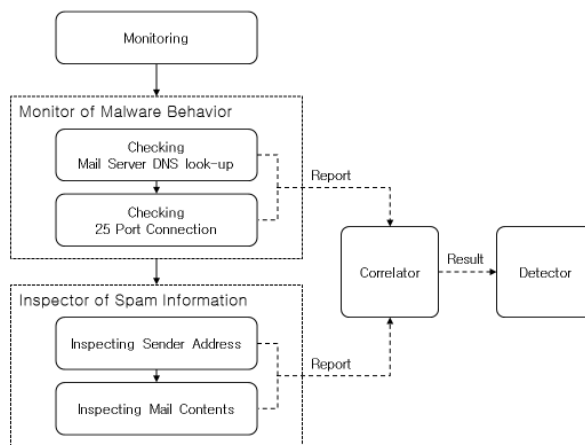 Monitoring
Monitor of Malware Behavior
Checking
Mail Server DNS look-up
Checking
25 Port Connection
Report
Correlator
Result
Detector
Inspector of Spam Information
Inspecting Sender Address
Inspecting Mail Contents
Report